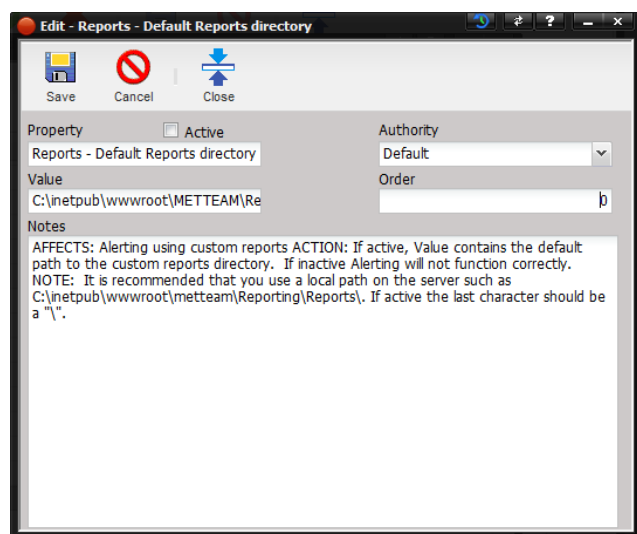 Edit - Reports - Default Reports directory
?
Save Cancel Close
Property Active Authority
Reports - Default Reports directory Default
Value Order
C:\inetpub\wwwroot\METTEAM\Re 0
Notes
AFFECTS: Alerting using custom reports ACTION: If active, Value contains the default
path to the custom reports directory.  If inactive Alerting will not function correctly.
NOTE:  It is recommended that you use a local path on the server such as
C:\inetpub\wwwroot\metteam\Reporting\Reports\. If active the last character should be
a "\".